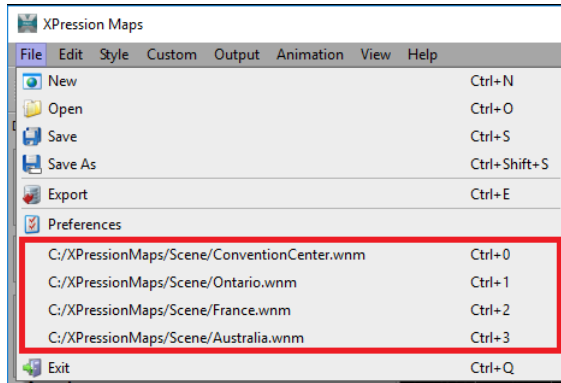 XPression Maps
File Edit Style Custom Output Animation View Help
New Ctrl+N
Open Ctrl+O
Save Ctrl+S
Save As Ctrl+Shift+S
Export Ctrl+E
Preferences
C:/XPressionMaps/Scene/ConventionCenter.wnm Ctrl+0
C:/XPressionMaps/Scene/Ontario.wnm Ctrl+1
C:/XPressionMaps/Scene/France.wnm Ctrl+2
C:/XPressionMaps/Scene/Australia.wnm Ctrl+3
Exit Ctrl+Q